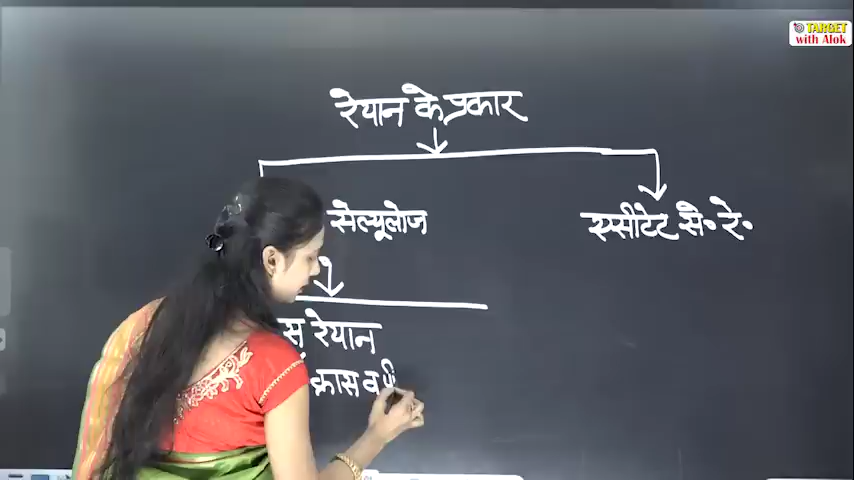 TARGET
with Alok
रेयान के प्रकार
सेल्यूलोज
एसीटेट से॰ रे॰
स रेयान
क्रास व